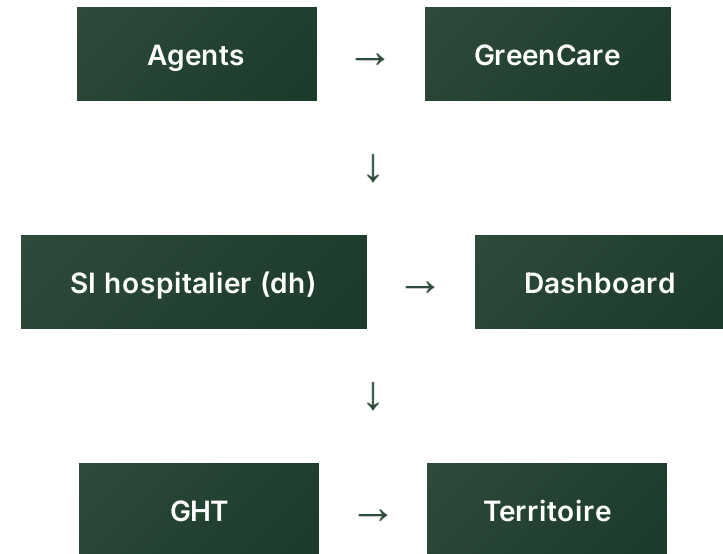 Agents → GreenCare
↓
SI hospitalier (dh) → Dashboard
↓
GHT → Territoire